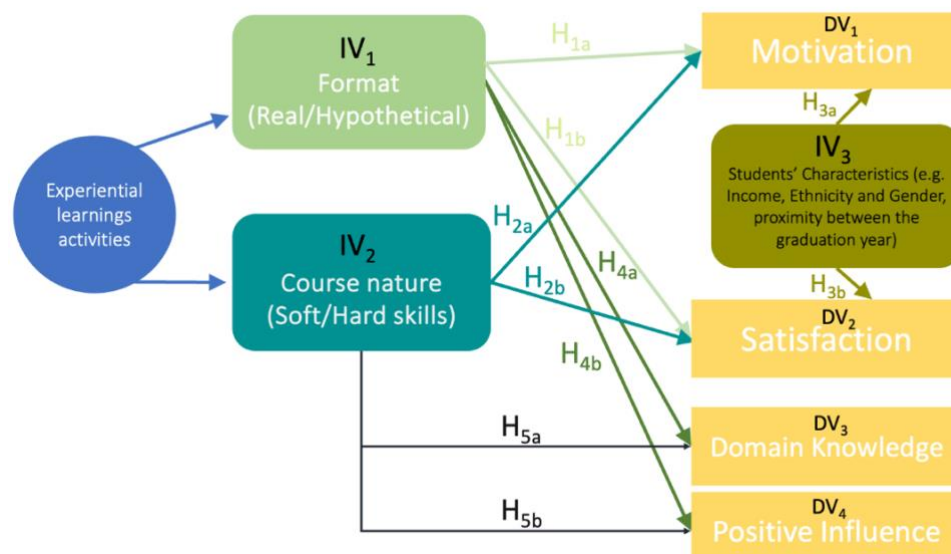 Experiential
learnings
activities
IV₁
Format
(Real/Hypothetical)
IV₂
Course nature
(Soft/Hard skills)
H₁ₐ
H₁b
H₂ₐ
H₂b
H₄ₐ
H₄b
H₅ₐ
H₅b
DV₁
Motivation
H₃ₐ
IV₃
Students' Characteristics (e.g.
Income, Ethnicity and Gender,
proximity between the
graduation year)
H₃b
DV₂
Satisfaction
DV₃
Domain Knowledge
DV₄
Positive Influence